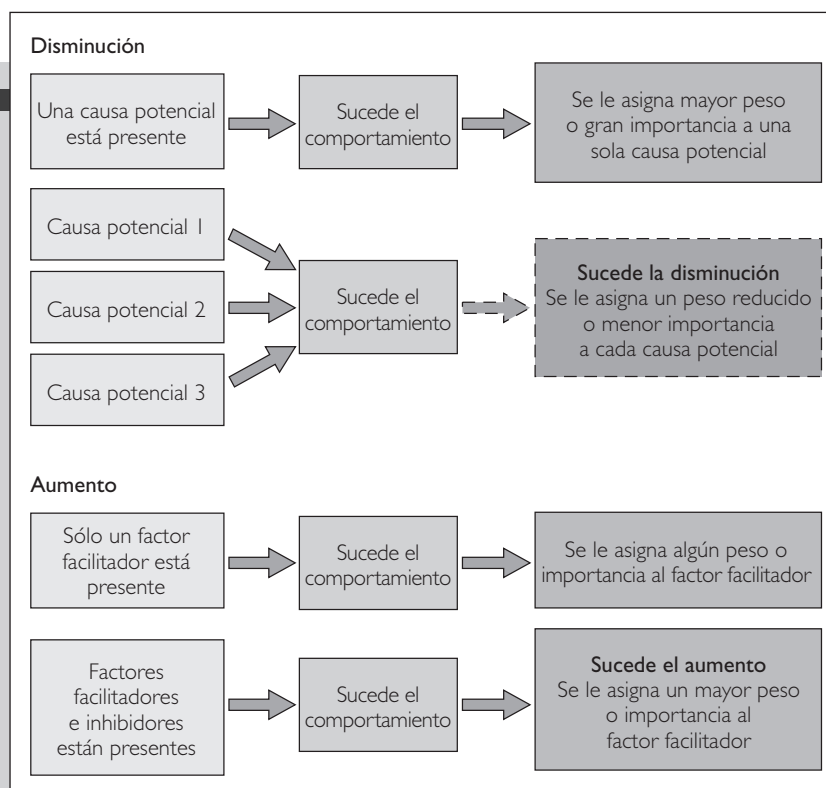 Disminución
Una causa potencial
está presente
Sucede el
comportamiento
Se le asigna mayor peso
o gran importancia a una
sola causa potencial
Causa potencial 1
Causa potencial 2
Causa potencial 3
Sucede el
comportamiento
Sucede la disminución
Se le asigna un peso reducido
o menor importancia
a cada causa potencial
Aumento
Sólo un factor
facilitador está
presente
Sucede el
comportamiento
Se le asigna algún peso o
importancia al factor facilitador
Factores
facilitadores
e inhibidores
están presentes
Sucede el
comportamiento
Sucede el aumento
Se le asigna un mayor peso
o importancia al
factor facilitador